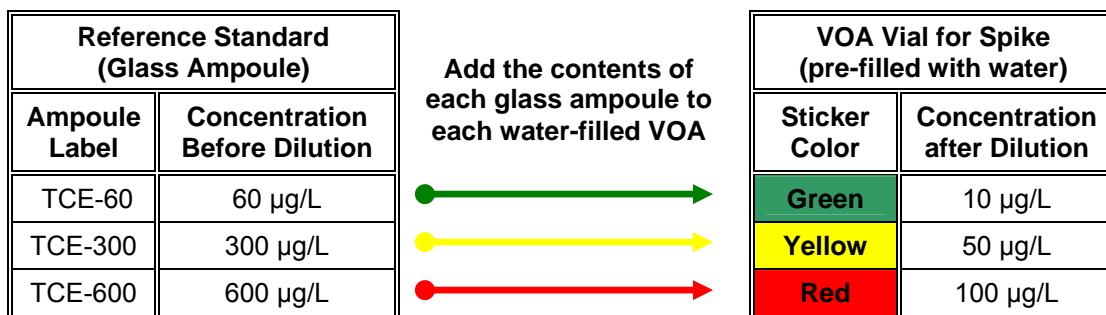 Reference Standard
(Glass Ampoule)
Ampoule
Label
Concentration
Before Dilution
TCE-60
60 µg/L
TCE-300
300 µg/L
TCE-600
600 µg/L
Add the contents of
each glass ampoule to
each water-filled VOA
VOA Vial for Spike
(pre-filled with water)
Sticker
Color
Concentration
after Dilution
Green
10 µg/L
Yellow
50 µg/L
Red
100 µg/L